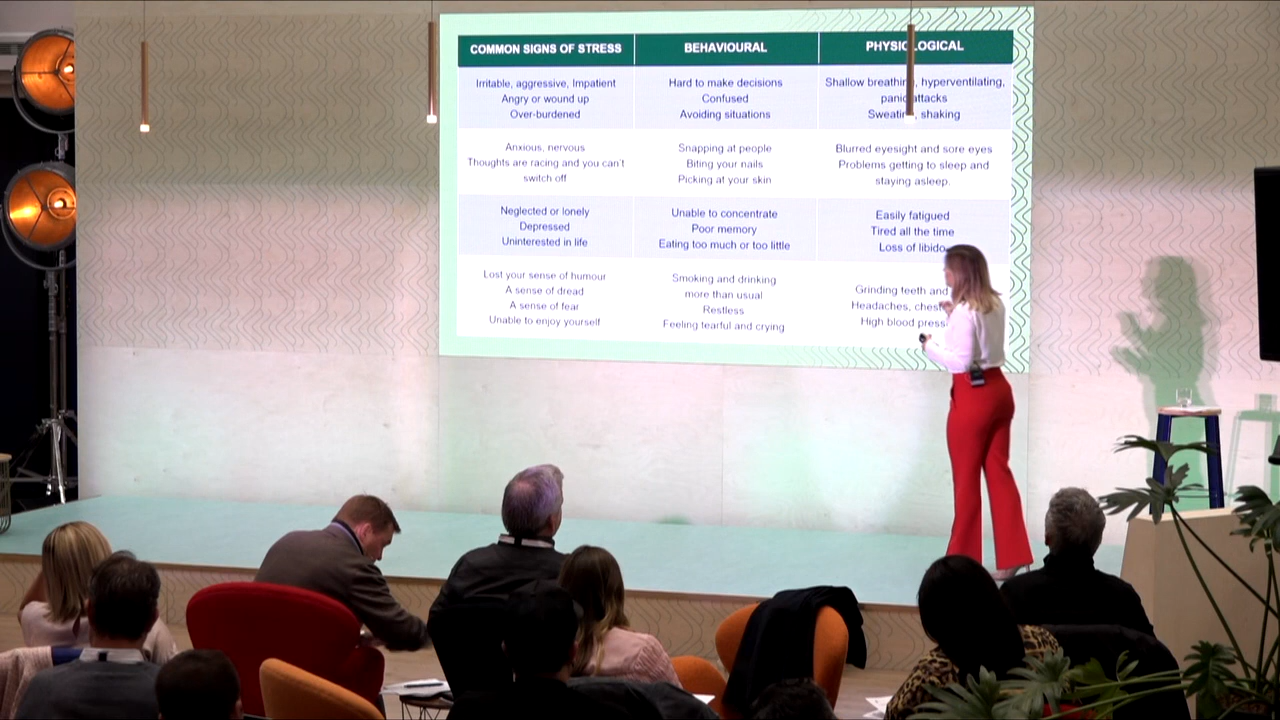 COMMON SIGNS OF STRESS
BEHAVIOURAL
PHYSIOLOGICAL
Irritable, aggressive, Impatient
Angry or wound up
Over-burdened
Hard to make decisions
Confused
Avoiding situations
Shallow breathing, hyperventilating,
panic attacks
Sweating, shaking
Anxious, nervous
Thoughts are racing and you can't
switch off
Snapping at people
Biting your nails
Picking at your skin
Blurred eyesight and sore eyes
Problems getting to sleep and
staying asleep.
Neglected or lonely
Depressed
Uninterested in life
Unable to concentrate
Poor memory
Eating too much or too little
Easily fatigued
Tired all the time
Loss of libido
Lost your sense of humour
A sense of dread
A sense of fear
Unable to enjoy yourself
Smoking and drinking
more than usual
Restless
Feeling tearful and crying
Grinding teeth and
Headaches,
High blood